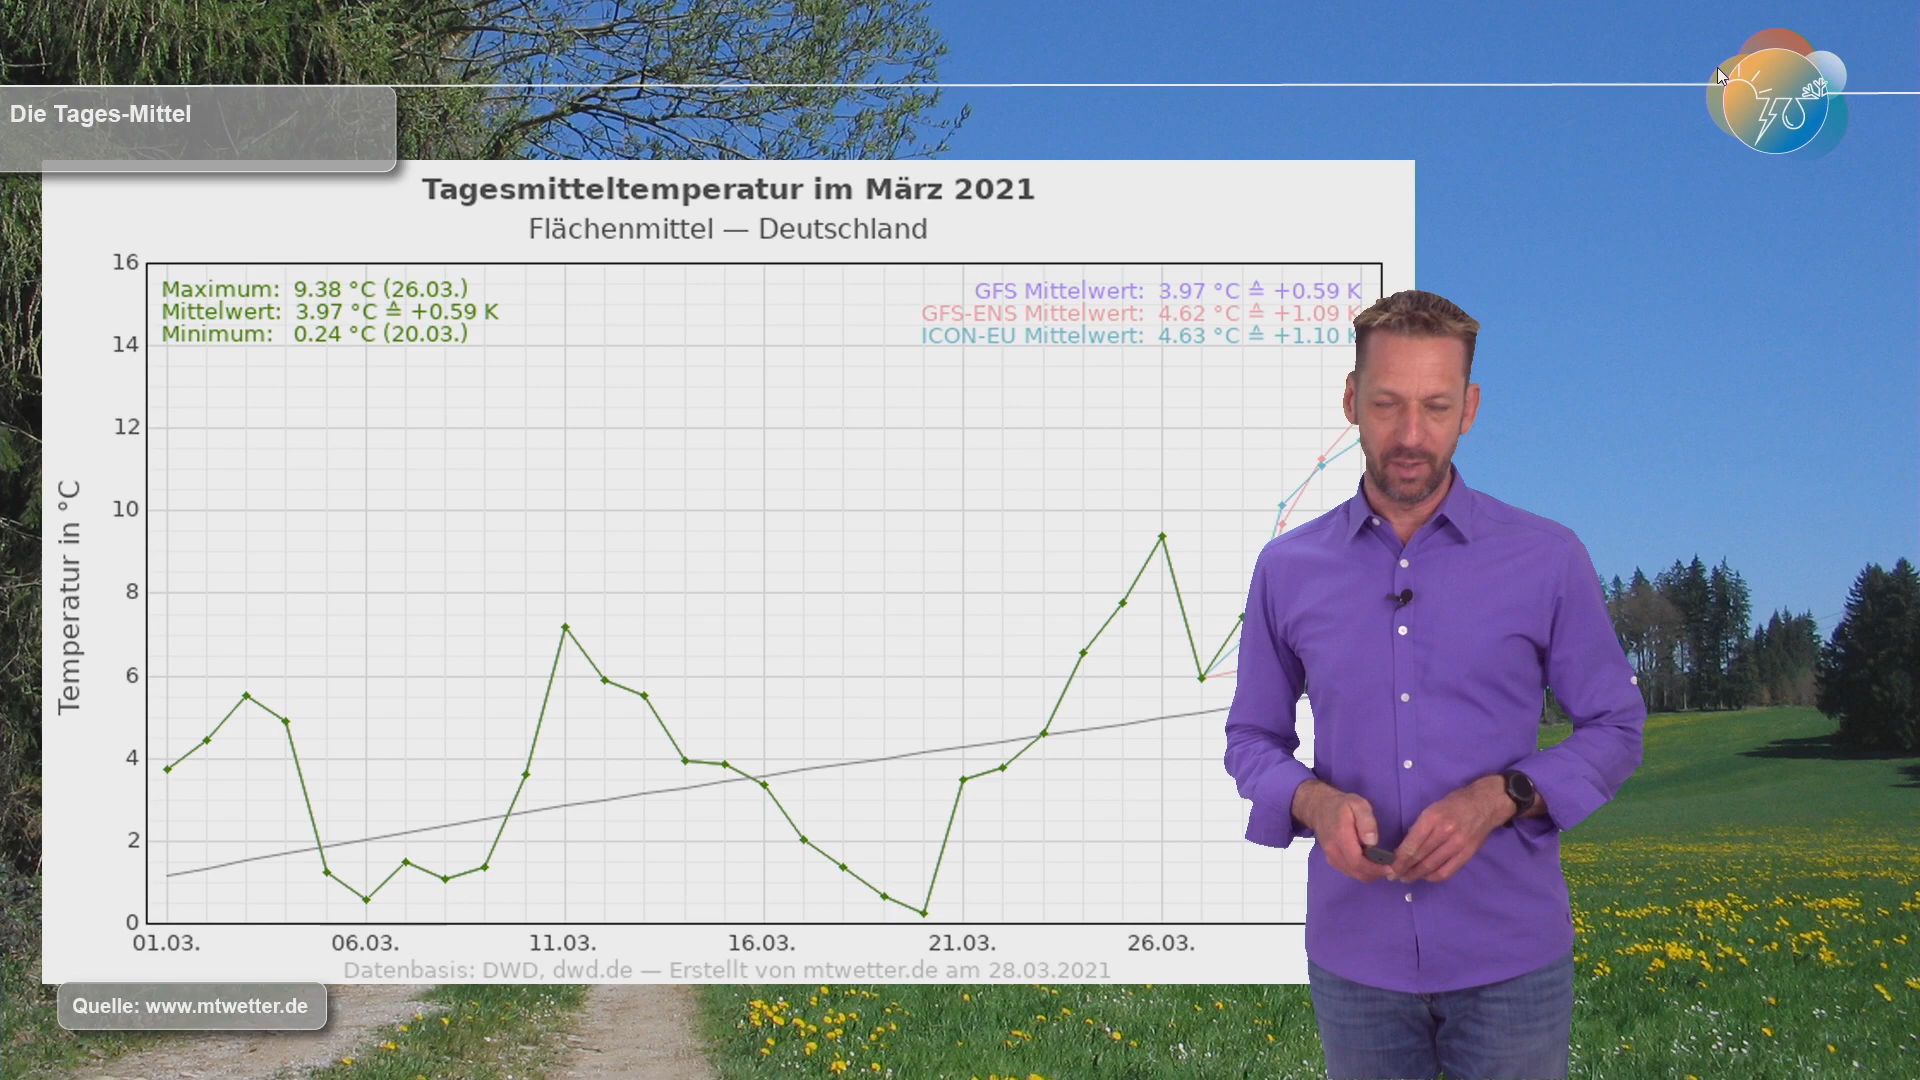 Die Tages-Mittel
Tagesmitteltemperatur im März 2021
Flächenmittel — Deutschland
Maximum: 9.38 °C (26.03.)
Mittelwert: 3.97 °C ≙ +0.59 K
Minimum: 0.24 °C (20.03.)
GFS Mittelwert: 3.97 °C ≙ +0.59 K
GFS-ENS Mittelwert: 4.62 °C ≙ +1.09 K
ICON-EU Mittelwert: 4.63 °C ≙ +1.10 K
Temperatur in °C
16
14
12
10
8
6
4
2
0
01.03. 06.03. 11.03. 16.03. 21.03. 26.03.
Datenbasis: DWD, dwd.de — Erstellt von mtwetter.de am 28.03.2021
Quelle: www.mtwetter.de